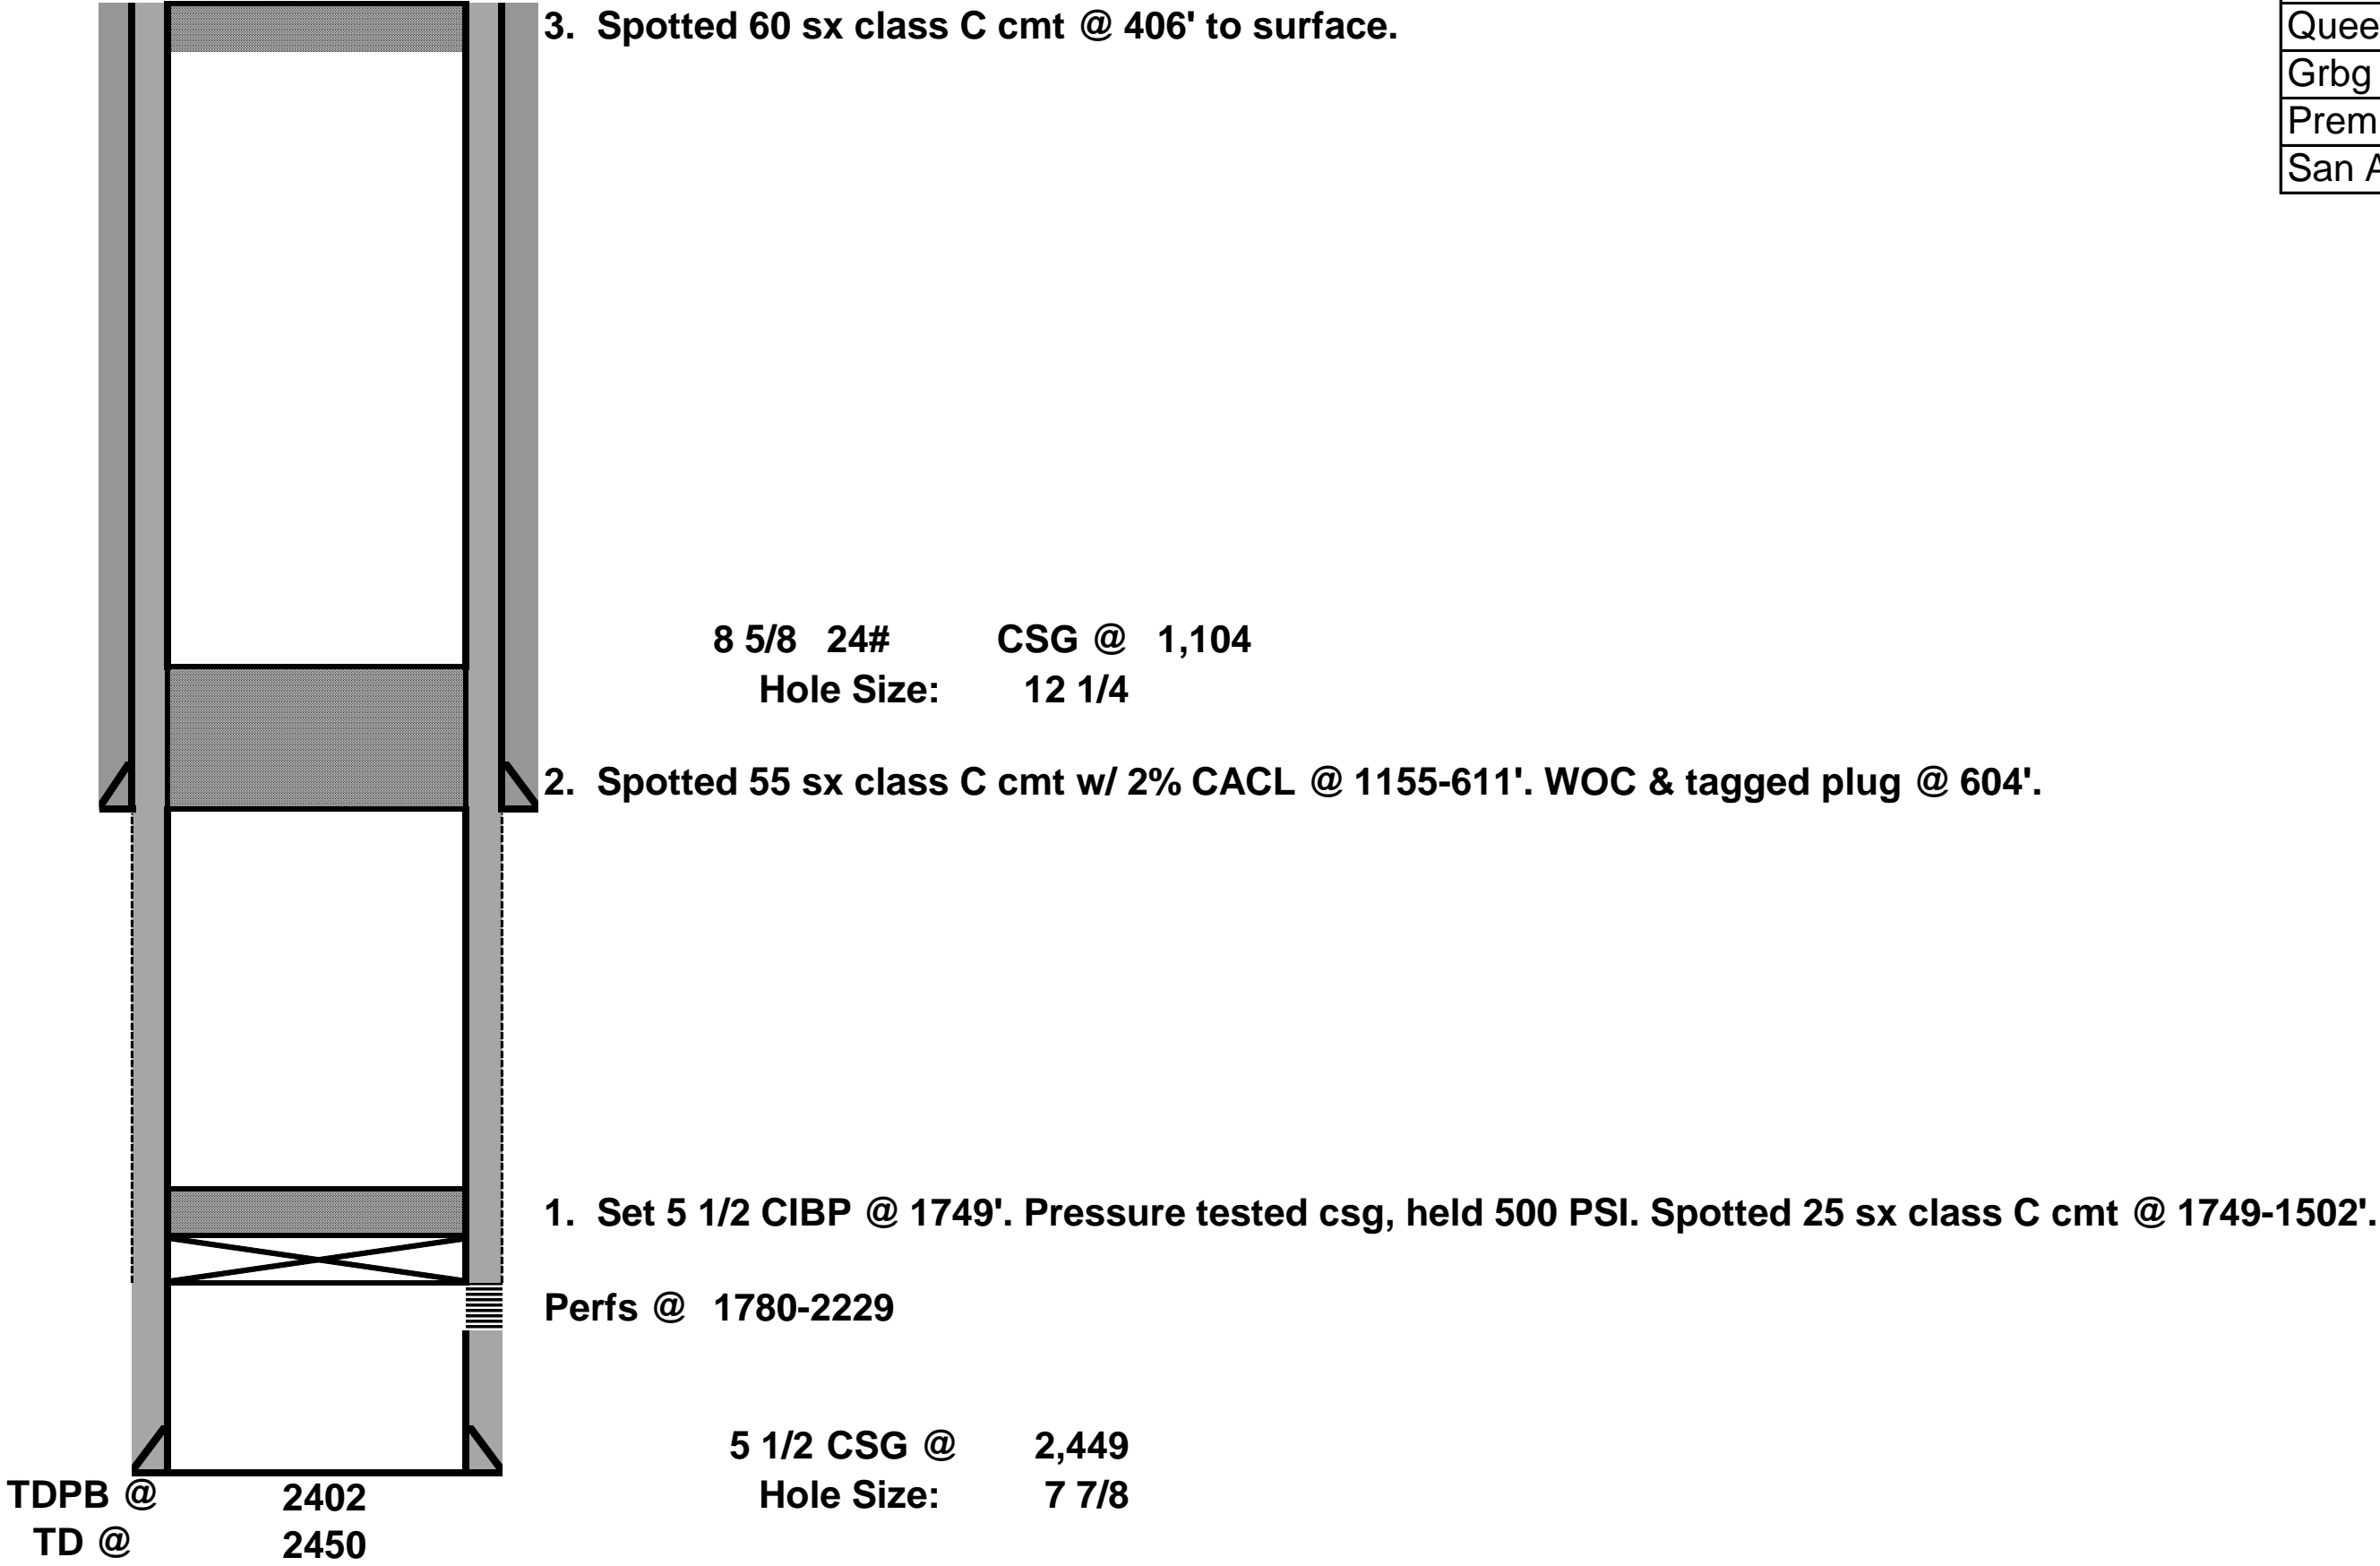 3. Spotted 60 sx class C cmt @ 406' to surface.
Grbg
Prem
San
8 5/8 24# CSG @ 1,104
Hole Size: 12 1/4
2. Spotted 55 sx class C cmt w/ 2% CACL @ 1155-611'. WOC & tagged plug @ 604'.
1. Set 5 1/2 CIBP @ 1749'. Pressure tested csg, held 500 PSI. Spotted 25 sx class C cmt @ 1749-1502'.
Perfs @ 1780-2229
5 1/2 CSG @ 2,449
Hole Size: 7 7/8
TDPB @ 2402
TD @ 2450